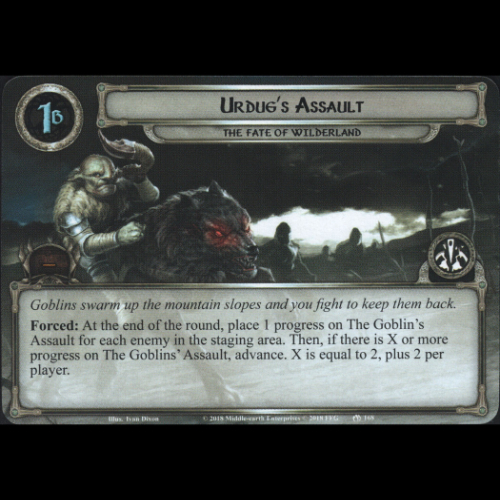 1B
URDUG'S ASSAULT
THE FATE OF WILDERLAND
Goblins swarm up the mountain slopes and you fight to keep them back.
Forced: At the end of the round, place 1 progress on The Goblin's
Assault for each enemy in the staging area. Then, if there is X or more
progress on The Goblins' Assault, advance. X is equal to 2, plus 2 per
player.
Illus. Ivan Dixon © 2018 Middle-earth Enterprises © 2018 FFG